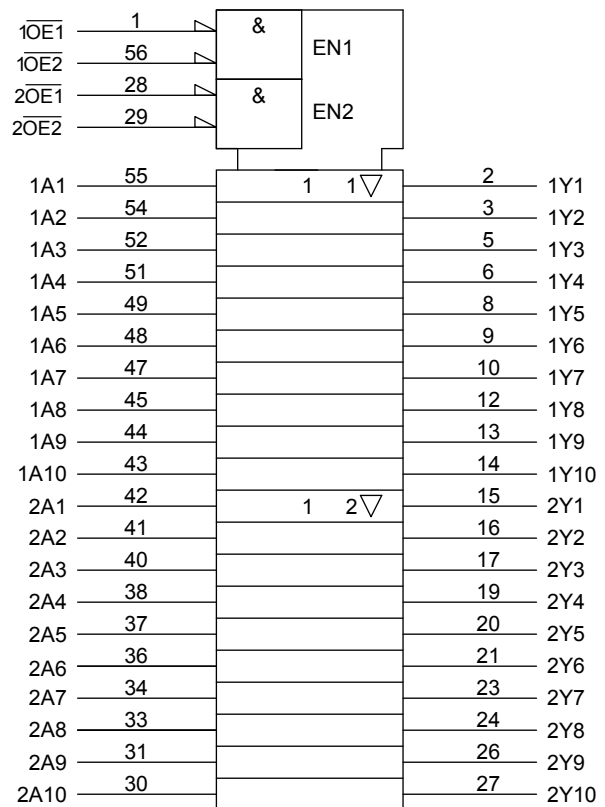 1OE1 1 & EN1
1OE2 56
2OE1 28 & EN2
2OE2 29
1A1 55 1 1 ▽ 2 1Y1
1A2 54 3 1Y2
1A3 52 5 1Y3
1A4 51 6 1Y4
1A5 49 8 1Y5
1A6 48 9 1Y6
1A7 47 10 1Y7
1A8 45 12 1Y8
1A9 44 13 1Y9
1A10 43 14 1Y10
2A1 42 1 2 ▽ 15 2Y1
2A2 41 16 2Y2
2A3 40 17 2Y3
2A4 38 19 2Y4
2A5 37 20 2Y5
2A6 36 21 2Y6
2A7 34 23 2Y7
2A8 33 24 2Y8
2A9 31 26 2Y9
2A10 30 27 2Y10